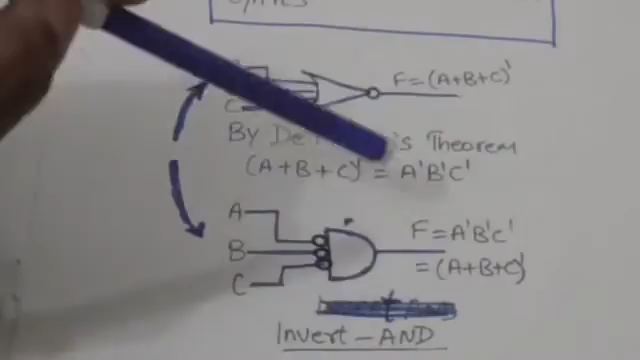 C
F=(A+B+C)'
By De 's Theorem
(A+B+C)' = A'B'C'
A
B
C
F=A'B'C'
=(A+B+C)'
Invert-AND